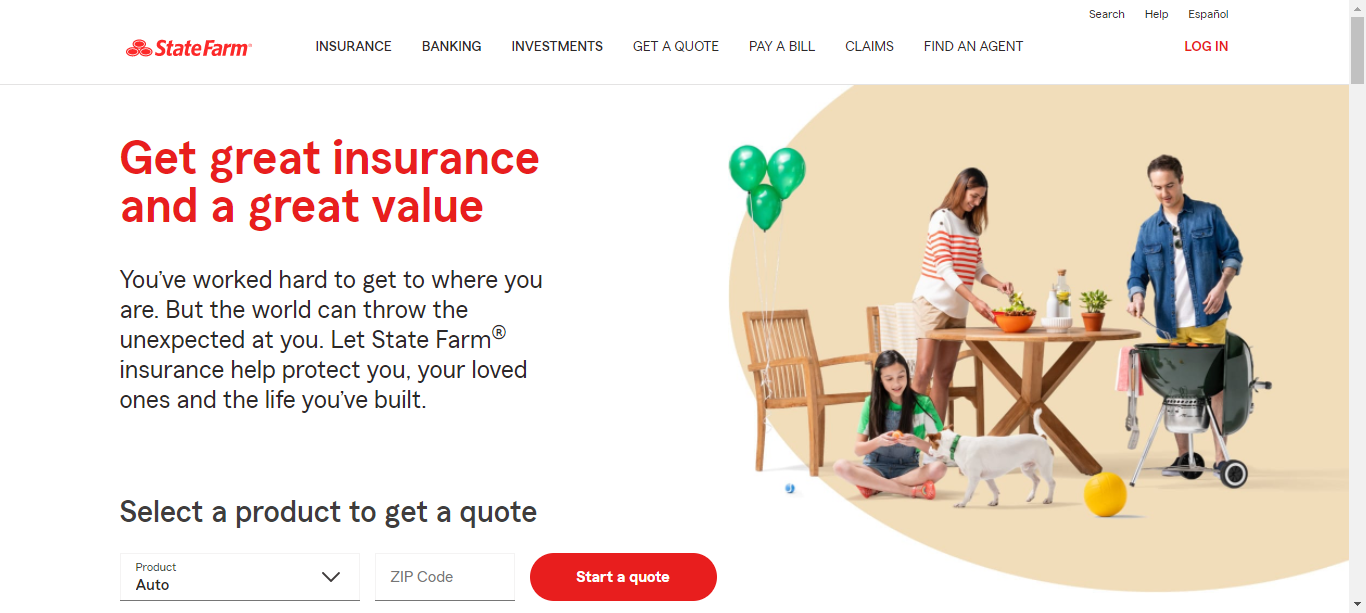 Search Help Español
State Farm®
INSURANCE BANKING INVESTMENTS GET A QUOTE PAY A BILL CLAIMS FIND AN AGENT LOG IN
Get great insurance
and a great value
You’ve worked hard to get to where you
are. But the world can throw the
unexpected at you. Let State Farm®
insurance help protect you, your loved
ones and the life you’ve built.
Select a product to get a quote
Product
Auto
ZIP Code
Start a quote